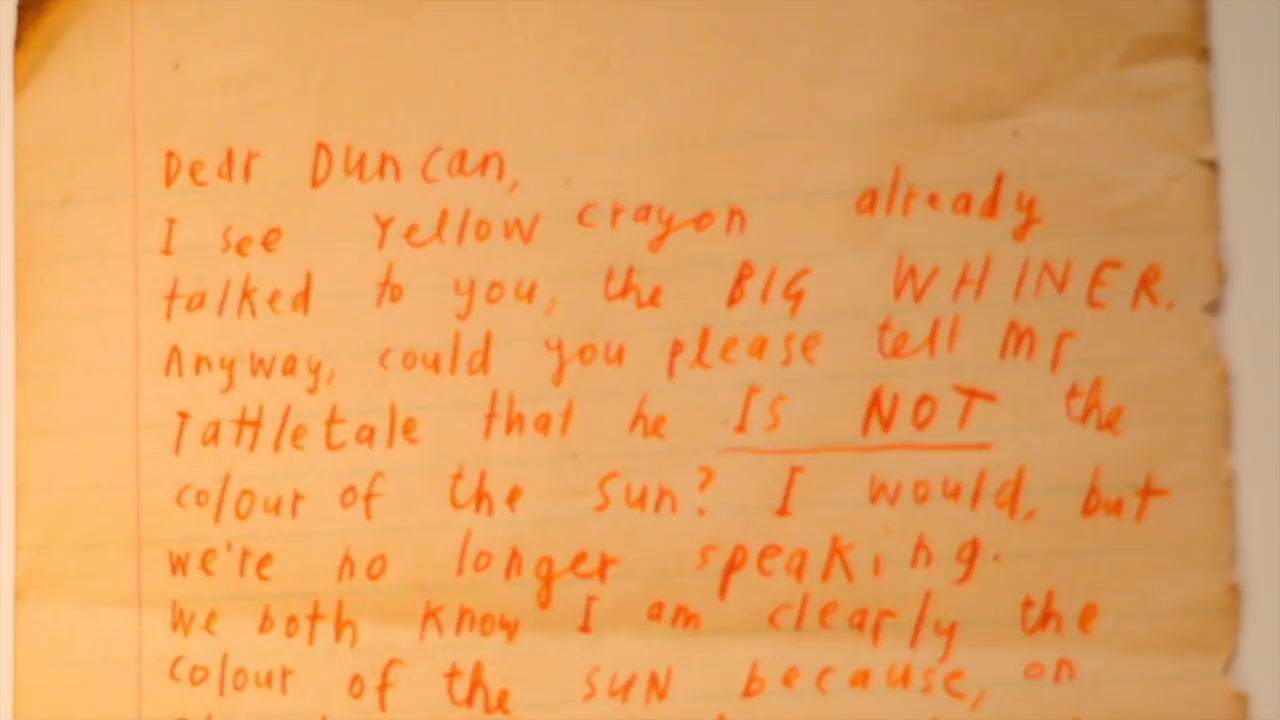 Dear Duncan,
I see Yellow crayon already
talked to you, the BIG WHINER.
Anyway, could you please tell Mr
Tattletale that he IS NOT the
colour of the sun? I would, but
we're no longer speaking.
We both know I am clearly the
colour of the SUN because, on